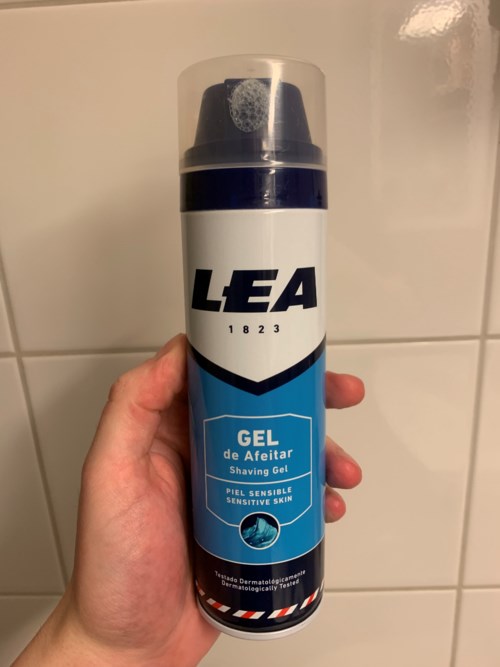 LEA
1823
GEL
de Afeitar
Shaving Gel
PIEL SENSIBLE
SENSITIVE SKIN
Testado Dermatológicamente
Dermatologically Tested